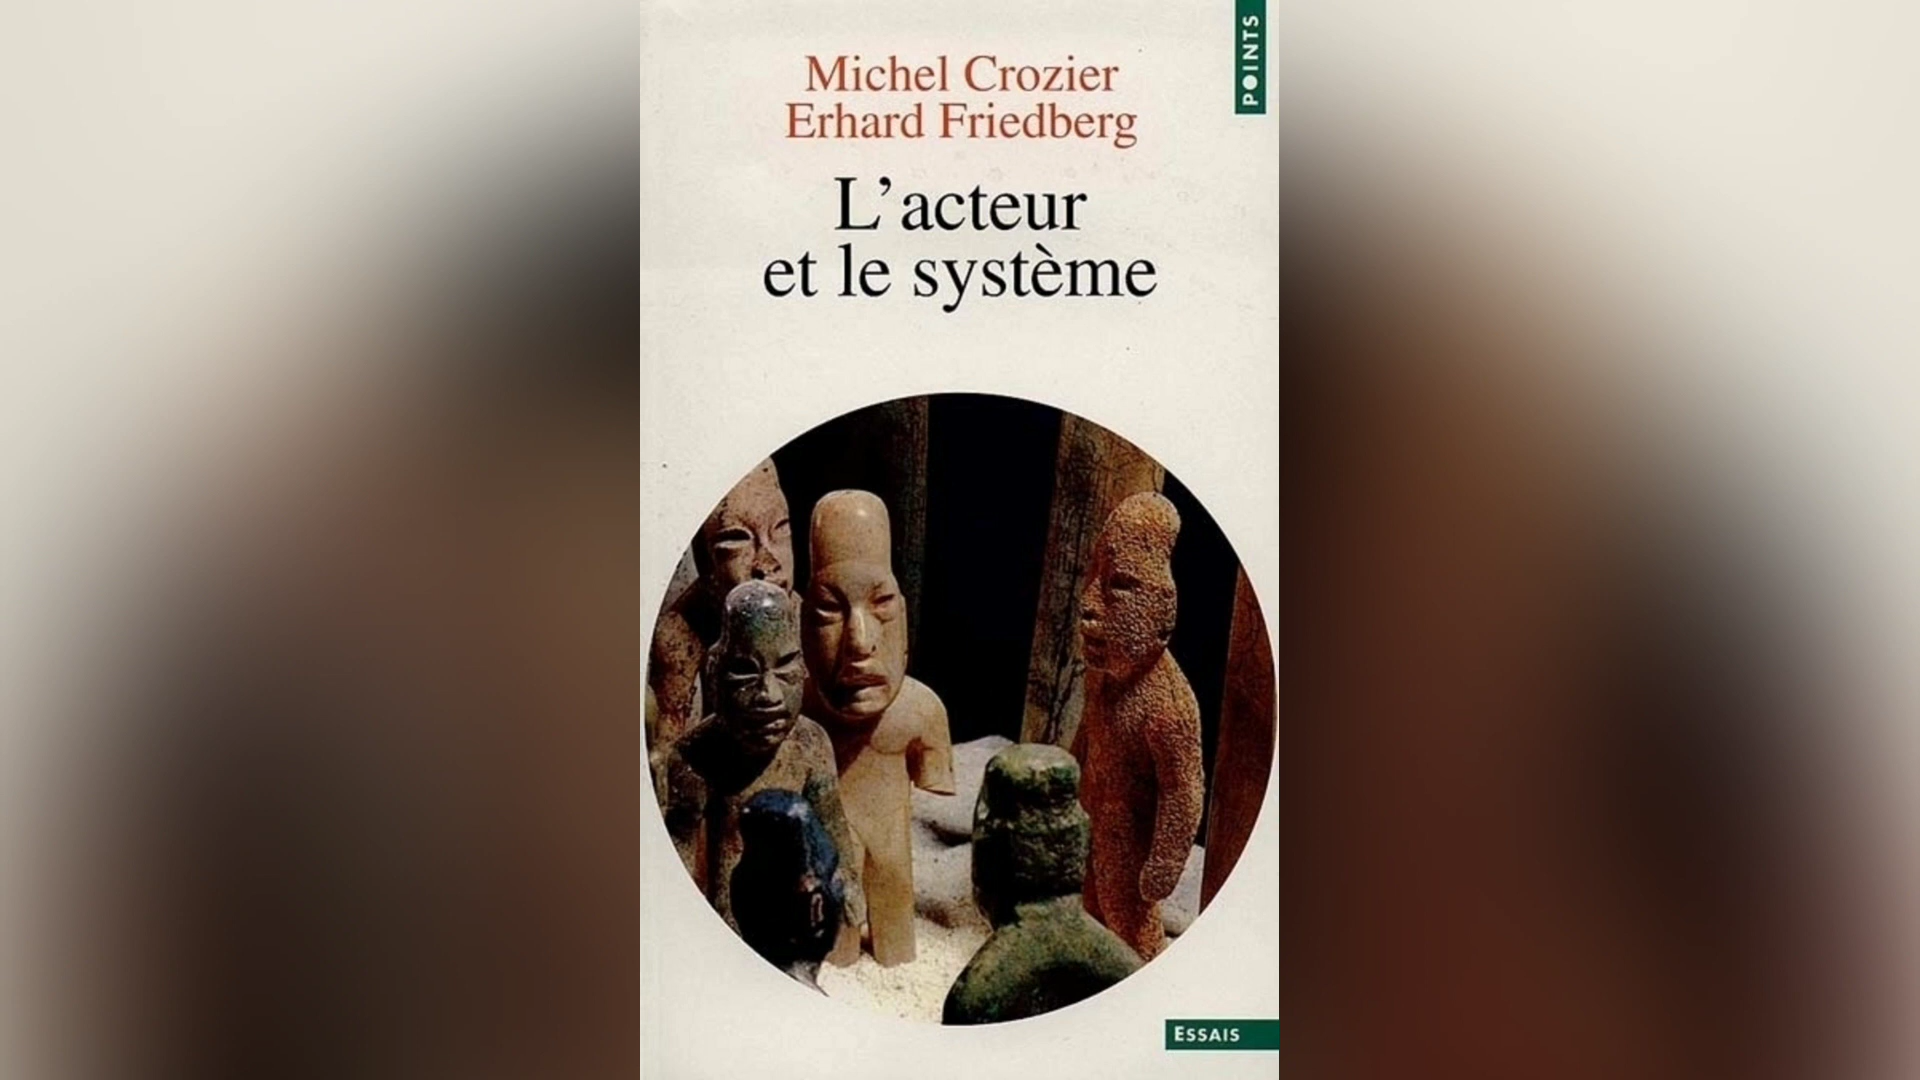 POINTS
Michel Crozier
Erhard Friedberg
L'acteur
et le système
ESSAIS